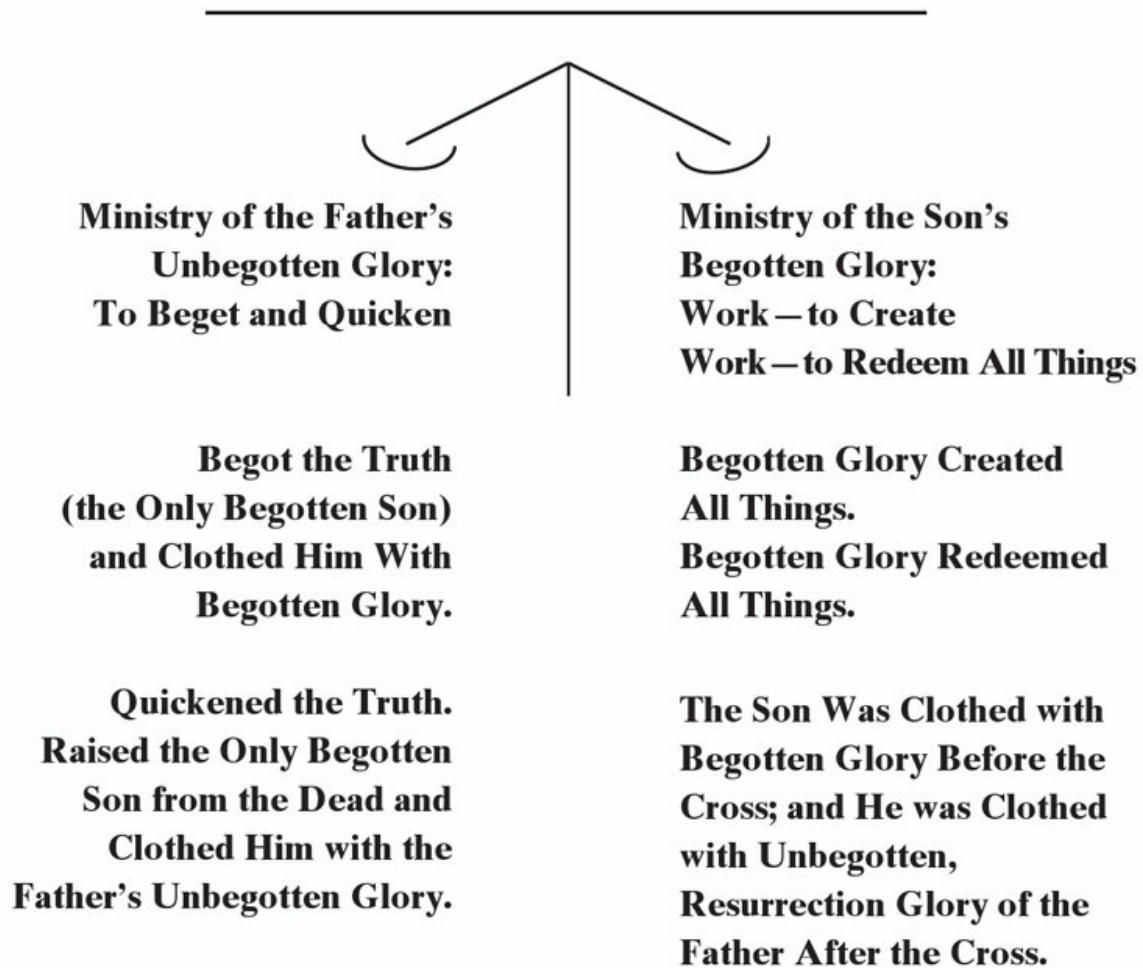 Ministry of the Father’s
Unbegotten Glory:
To Beget and Quicken
Ministry of the Son’s
Begotten Glory:
Work—to Create
Work—to Redeem All Things
Begot the Truth
(the Only Begotten Son)
and Clothed Him With
Begotten Glory.
Begotten Glory Created
All Things.
Begotten Glory Redeemed
All Things.
Quickened the Truth.
Raised the Only Begotten
Son from the Dead and
Clothed Him with the
Father’s Unbegotten Glory.
The Son Was Clothed with
Begotten Glory Before the
Cross; and He was Clothed
with Unbegotten,
Resurrection Glory of the
Father After the Cross.